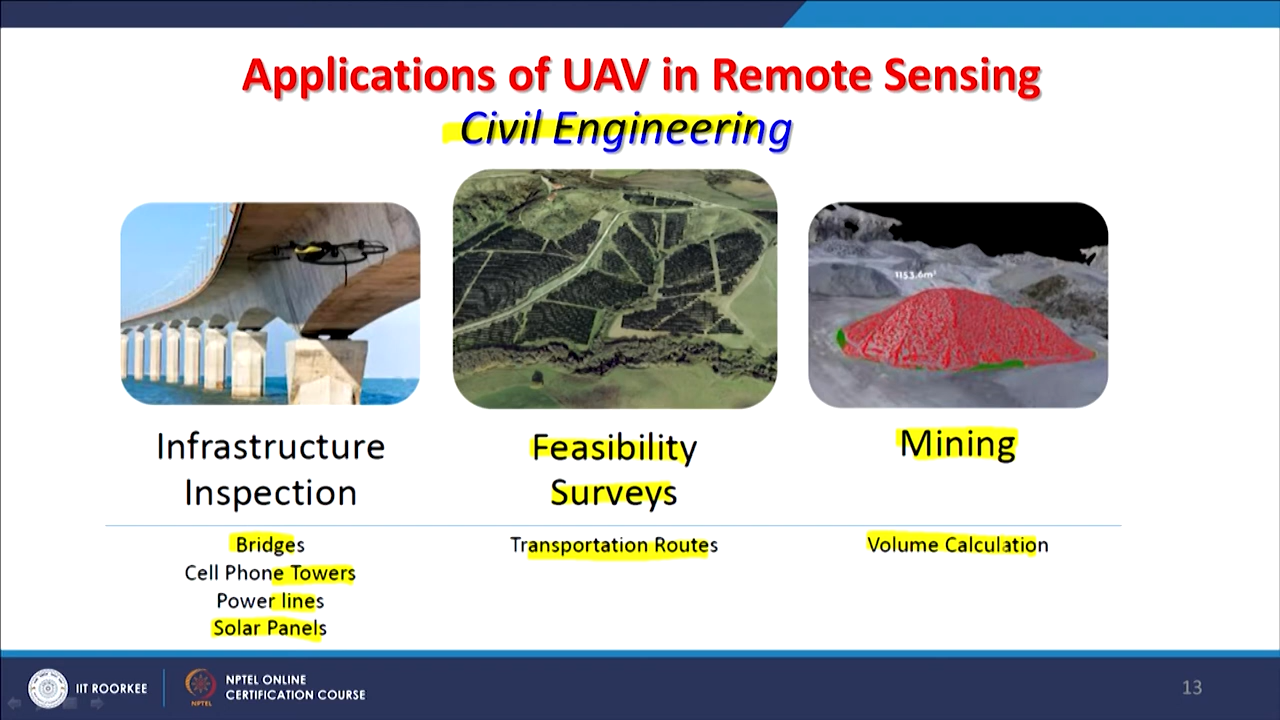 Applications of UAV in Remote Sensing
Civil Engineering
1153.6m³
Infrastructure
Inspection
Feasibility
Surveys
Mining
Bridges
Cell Phone Towers
Power lines
Solar Panels
Transportation Routes
Volume Calculation
IIT ROORKEE
NPTEL
NPTEL ONLINE
CERTIFICATION COURSE
13